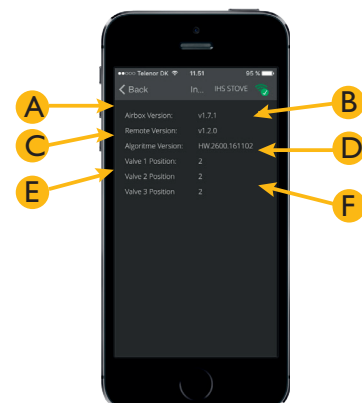 Telenor DK 11.51 95 %
Back In... IHS STOVE
A
Airbox Version: v1.7.1
B
C
Remote Version: v1.2.0
Algoritme Version: HW.2600.161102
D
E
Valve 1 Position: 2
Valve 2 Position 2
Valve 3 Position 2
F